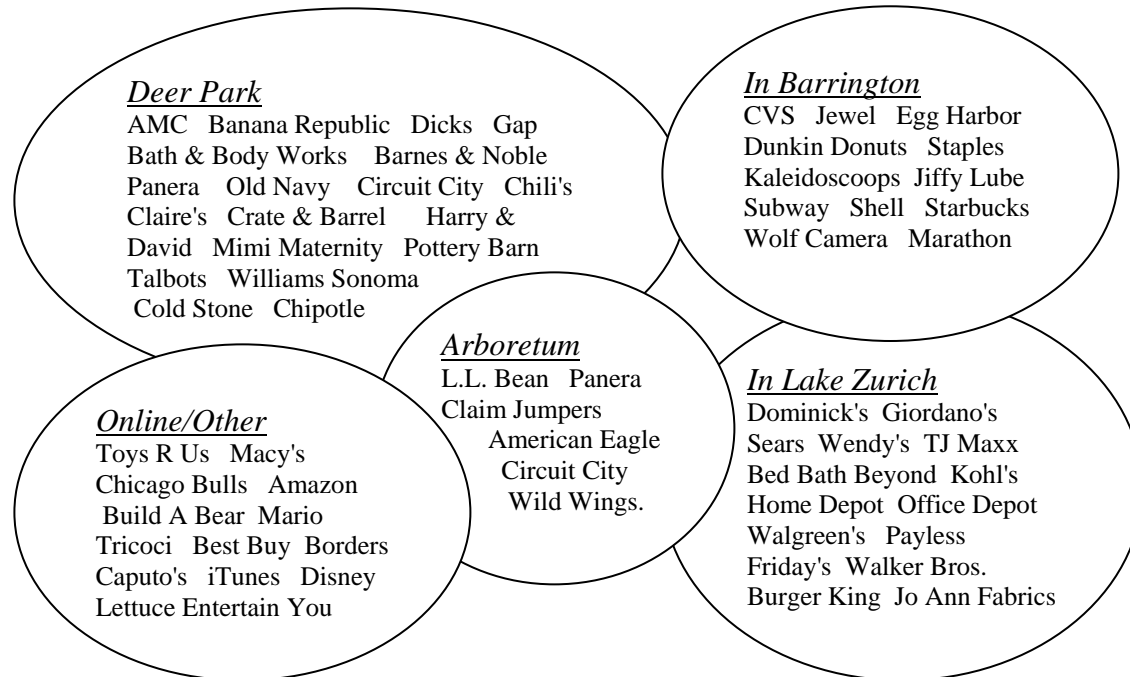 Deer Park
AMC Banana Republic Dicks Gap
Bath & Body Works Barnes & Noble
Panera Old Navy Circuit City Chili's
Claire's Crate & Barrel Harry &
David Mimi Maternity Pottery Barn
Talbots Williams Sonoma
Cold Stone Chipotle
In Barrington
CVS Jewel Egg Harbor
Dunkin Donuts Staples
Kaleidoscoops Jiffy Lube
Subway Shell Starbucks
Wolf Camera Marathon
Arboretum
L.L. Bean Panera
Claim Jumpers
American Eagle
Circuit City
Wild Wings.
Online/Other
Toys R Us Macy's
Chicago Bulls Amazon
Build A Bear Mario
Tricoci Best Buy Borders
Caputo's iTunes Disney
Lettuce Entertain You
In Lake Zurich
Dominick's Giordano's
Sears Wendy's TJ Maxx
Bed Bath Beyond Kohl's
Home Depot Office Depot
Walgreen's Payless
Friday's Walker Bros.
Burger King Jo Ann Fabrics